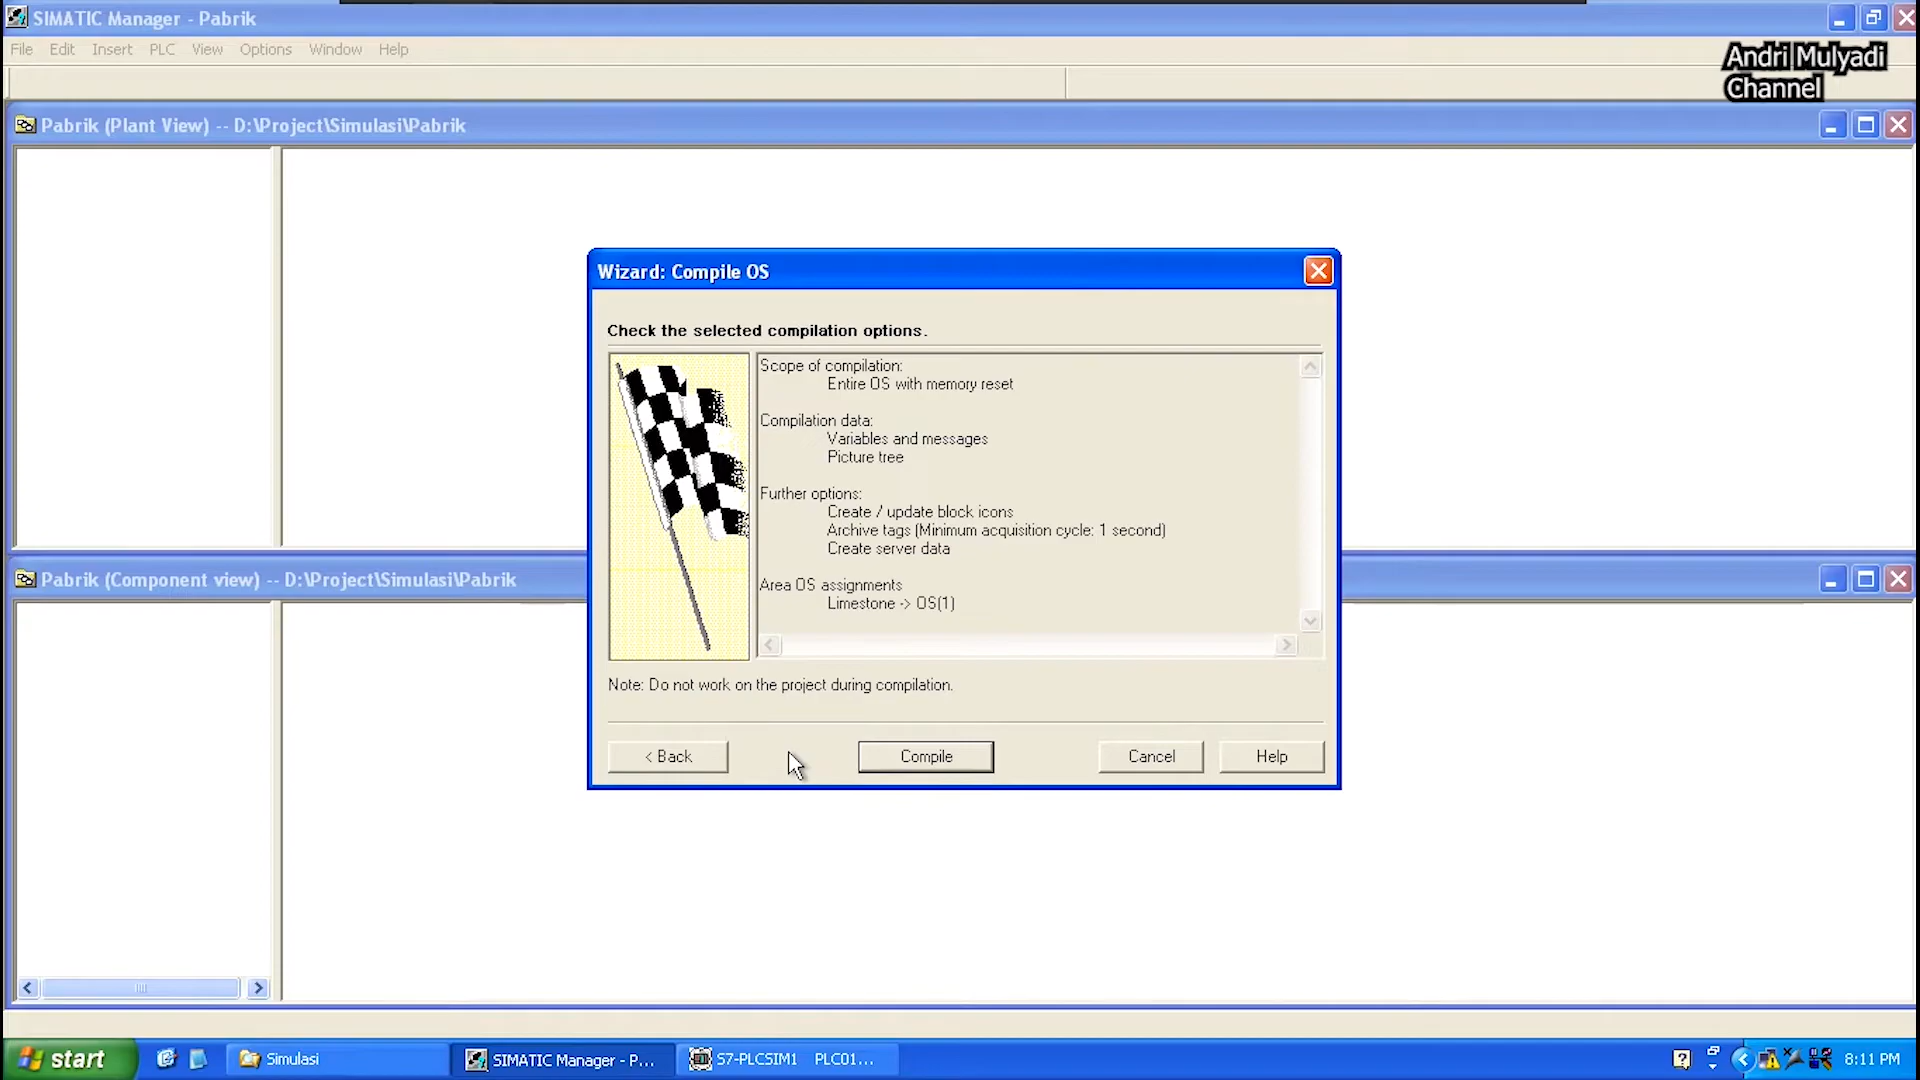 SIMATIC Manager - Pabrik
File Edit Insert PLC View Options Window Help
Andri Mulyadi
Channel
Pabrik (Plant View) -- D:\Project\Simulasi\Pabrik
Wizard: Compile OS
Check the selected compilation options.
Scope of compilation:
Entire OS with memory reset
Compilation data:
Variables and messages
Picture tree
Further options:
Create / update block icons
Archive tags (Minimum acquisition cycle: 1 second)
Create server data
Area OS assignments
Limestone -> OS(1)
Note: Do not work on the project during compilation.
< Back Compile Cancel Help
Pabrik (Component view) -- D:\Project\Simulasi\Pabrik
start Simulasi SIMATIC Manager - P... S7-PLCSIM1 PLC01... 8:11 PM